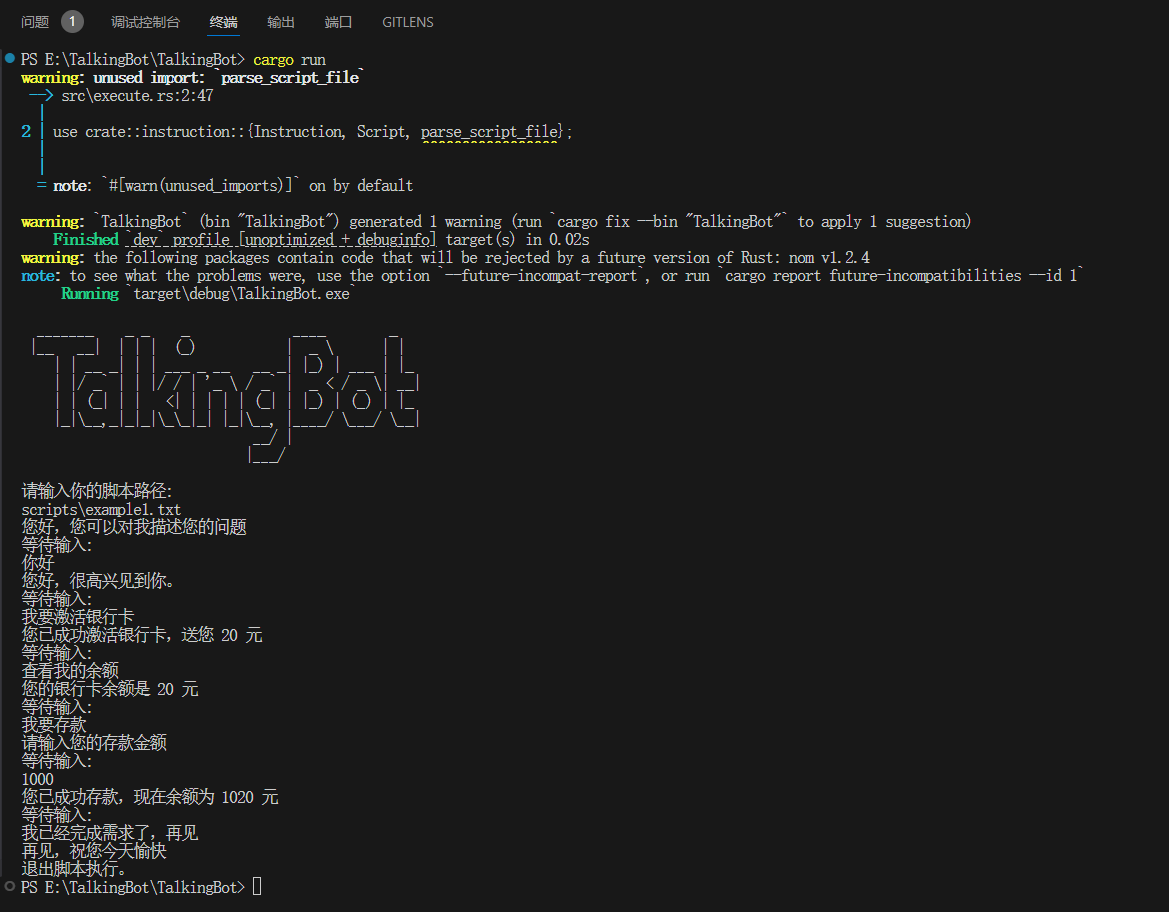 问题 1 调试控制台 终端 输出 端口 GITLENS
PS E:\TalkingBot\TalkingBot> cargo run
warning: unused import: `parse_script_file`
 --> src\execute.rs:2:47
  |
2 | use crate::instruction::{Instruction, Script, parse_script_file};
  |                                               ^^^^^^^^^^^^^^^^^
  |
  = note: `#[warn(unused_imports)]` on by default
warning: `TalkingBot` (bin "TalkingBot") generated 1 warning (run `cargo fix --bin "TalkingBot"` to apply 1 suggestion)
    Finished `dev` profile [unoptimized + debuginfo] target(s) in 0.02s
warning: the following packages contain code that will be rejected by a future version of Rust: nom v1.2.4
note: to see what the problems were, use the option `--future-incompat-report`, or run `cargo report future-incompatibilities --id 1`
     Running `target\debug\TalkingBot.exe`
TalkingBot
请输入你的脚本路径:
scripts\example1.txt
您好，您可以对我描述您的问题
等待输入:
你好
您好，很高兴见到你。
等待输入:
我要激活银行卡
您已成功激活银行卡，送您 20 元
等待输入:
查看我的余额
您的银行卡余额是 20 元
等待输入:
我要存款
请输入您的存款金额
等待输入:
1000
您已成功存款，现在余额为 1020 元
等待输入:
我已经完成需求了，再见
再见，祝您今天愉快
退出脚本执行。
PS E:\TalkingBot\TalkingBot>